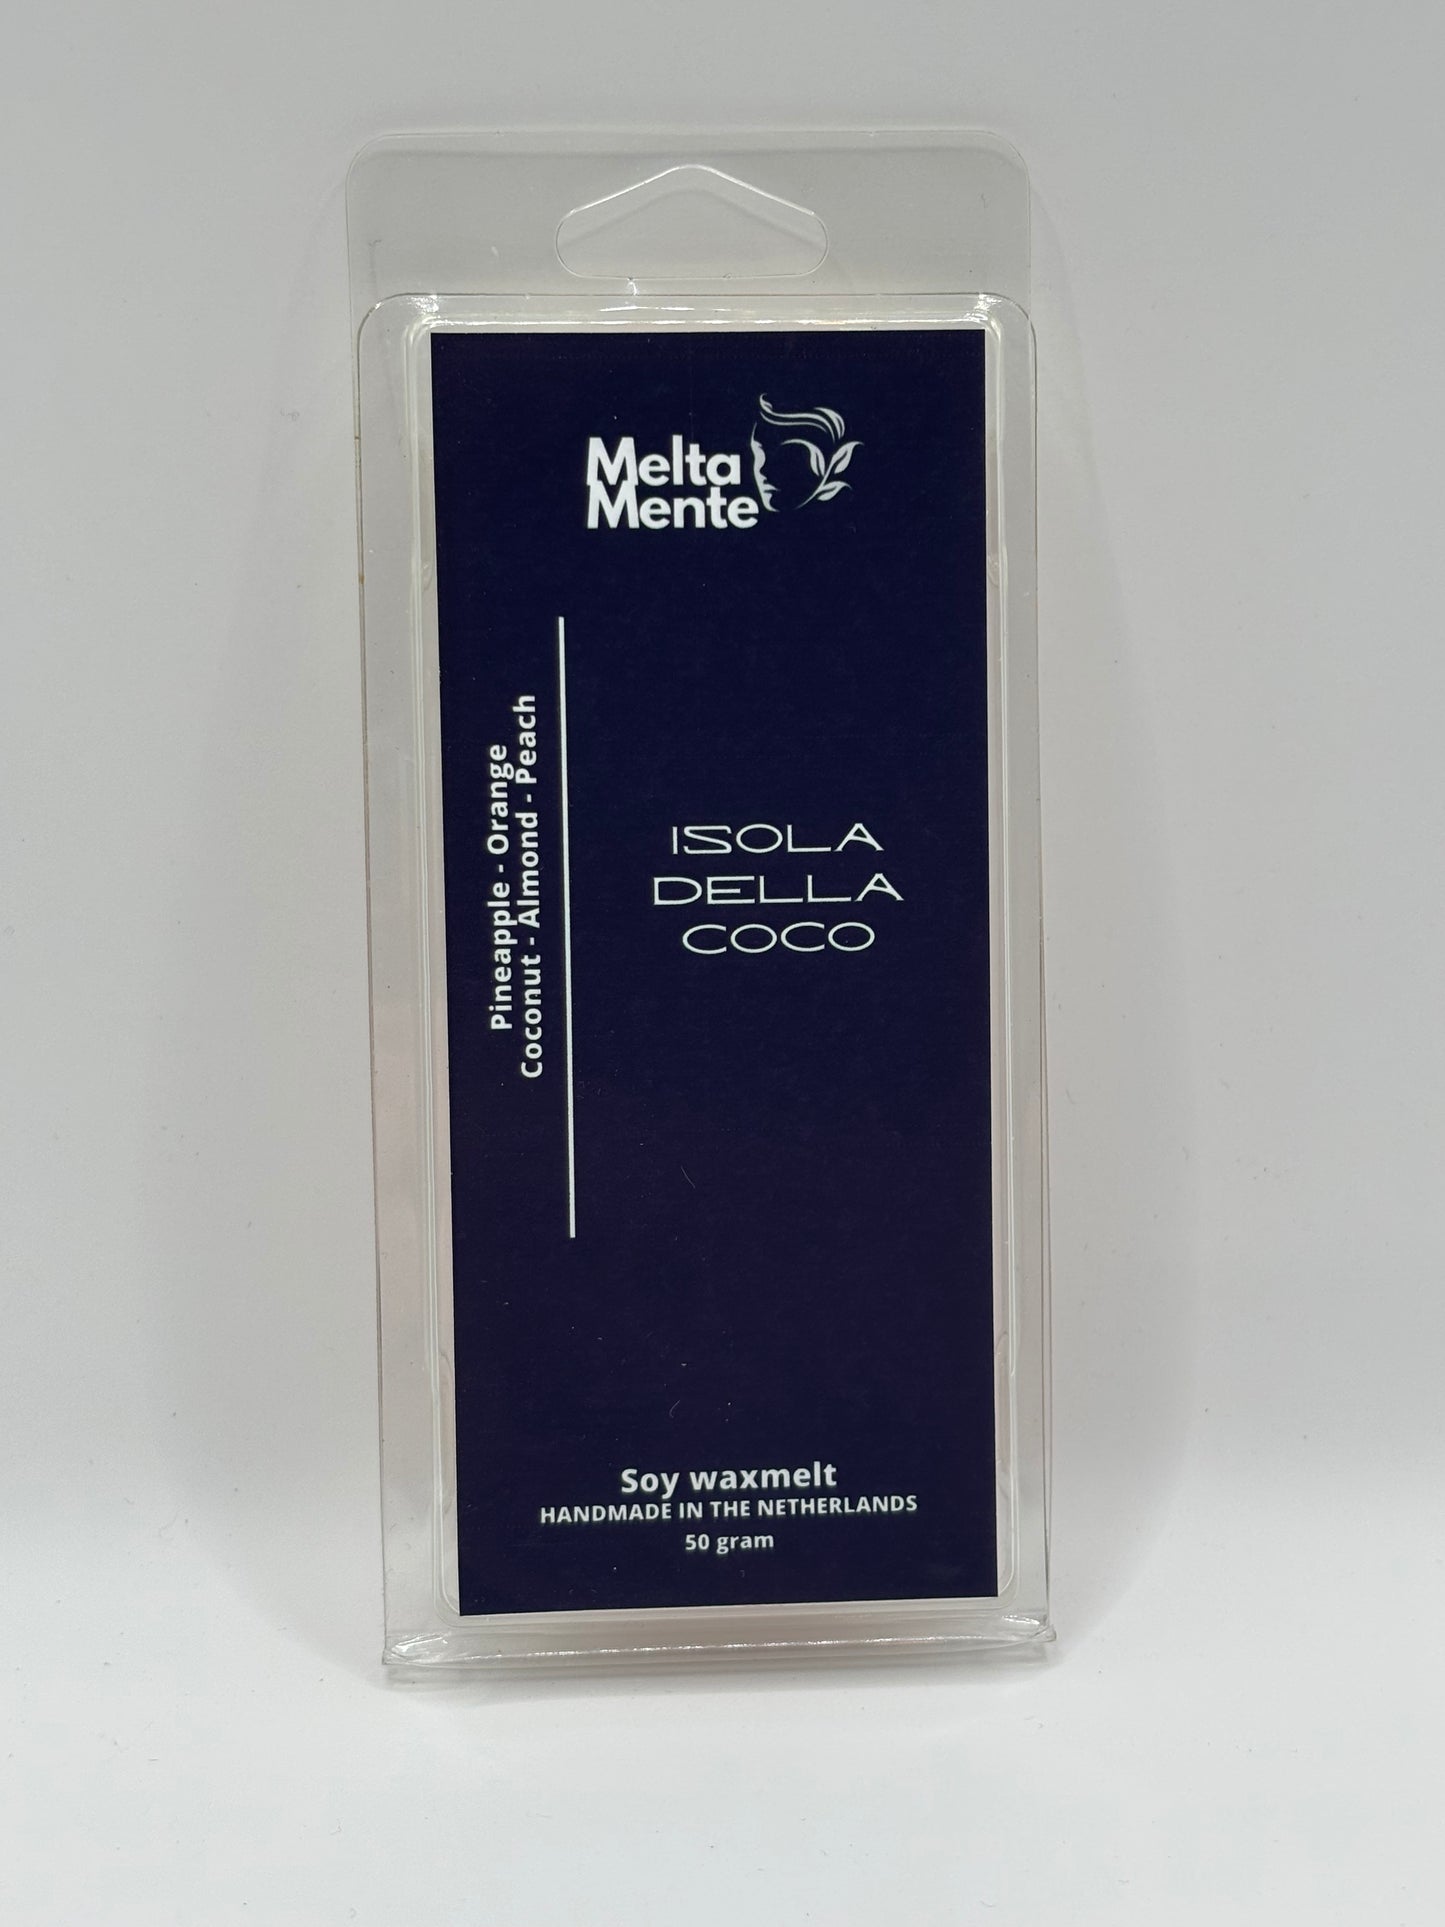 Melta
Mente
Pineapple - Orange
Coconut - Almond - Peach
ISOLA
DELLA
COCO
Soy waxmelt
HANDMADE IN THE NETHERLANDS
50 gram